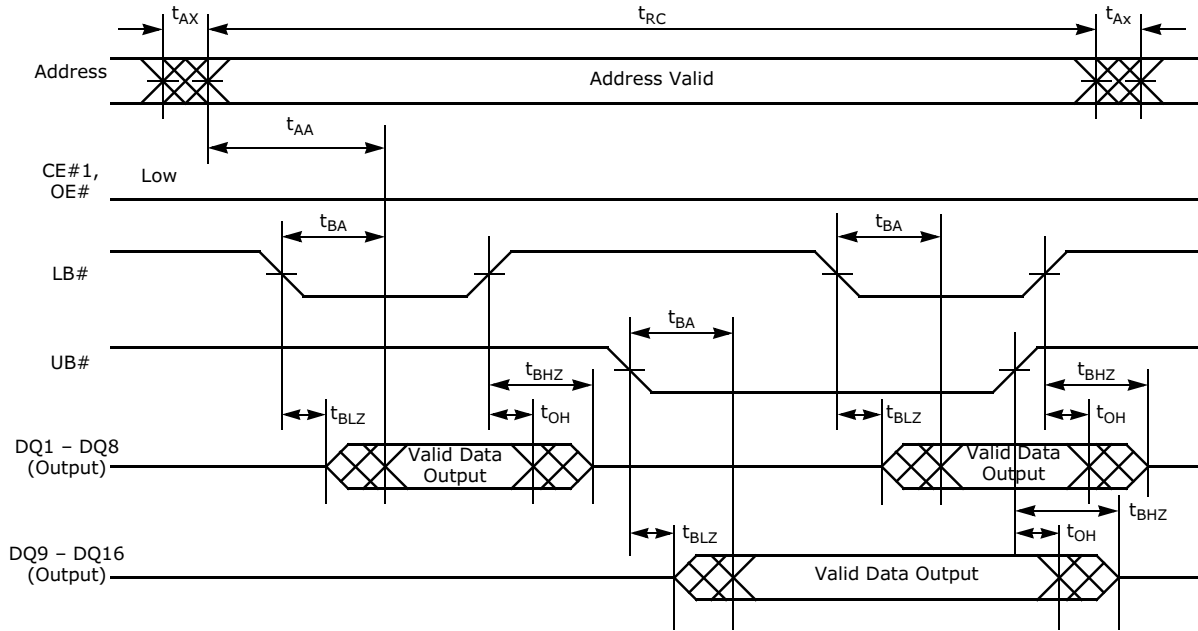 tAX
tRC
tAx
Address
Address Valid
tAA
CE#1,
OE#
Low
tBA
tBA
LB#
tBA
UB#
tBHZ
tBHZ
tBLZ
tOH
tBLZ
tOH
DQ1 – DQ8
(Output)
Valid Data
Output
Valid Data
Output
tBHZ
tBLZ
tOH
DQ9 – DQ16
(Output)
Valid Data Output